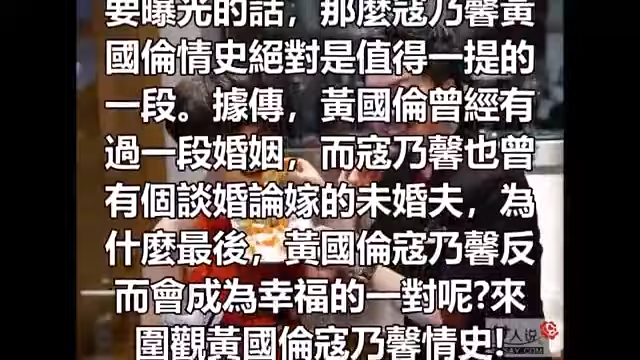 要曝光的話，那麼寇乃馨黃
國倫情史絕對是值得一提的
一段。據傳，黃國倫曾經有
過一段婚姻，而寇乃馨也曾
有個談婚論嫁的未婚夫，為
什麼最後，黃國倫寇乃馨反
而會成為幸福的一對呢?來
圍觀黃國倫寇乃馨情史!
人说